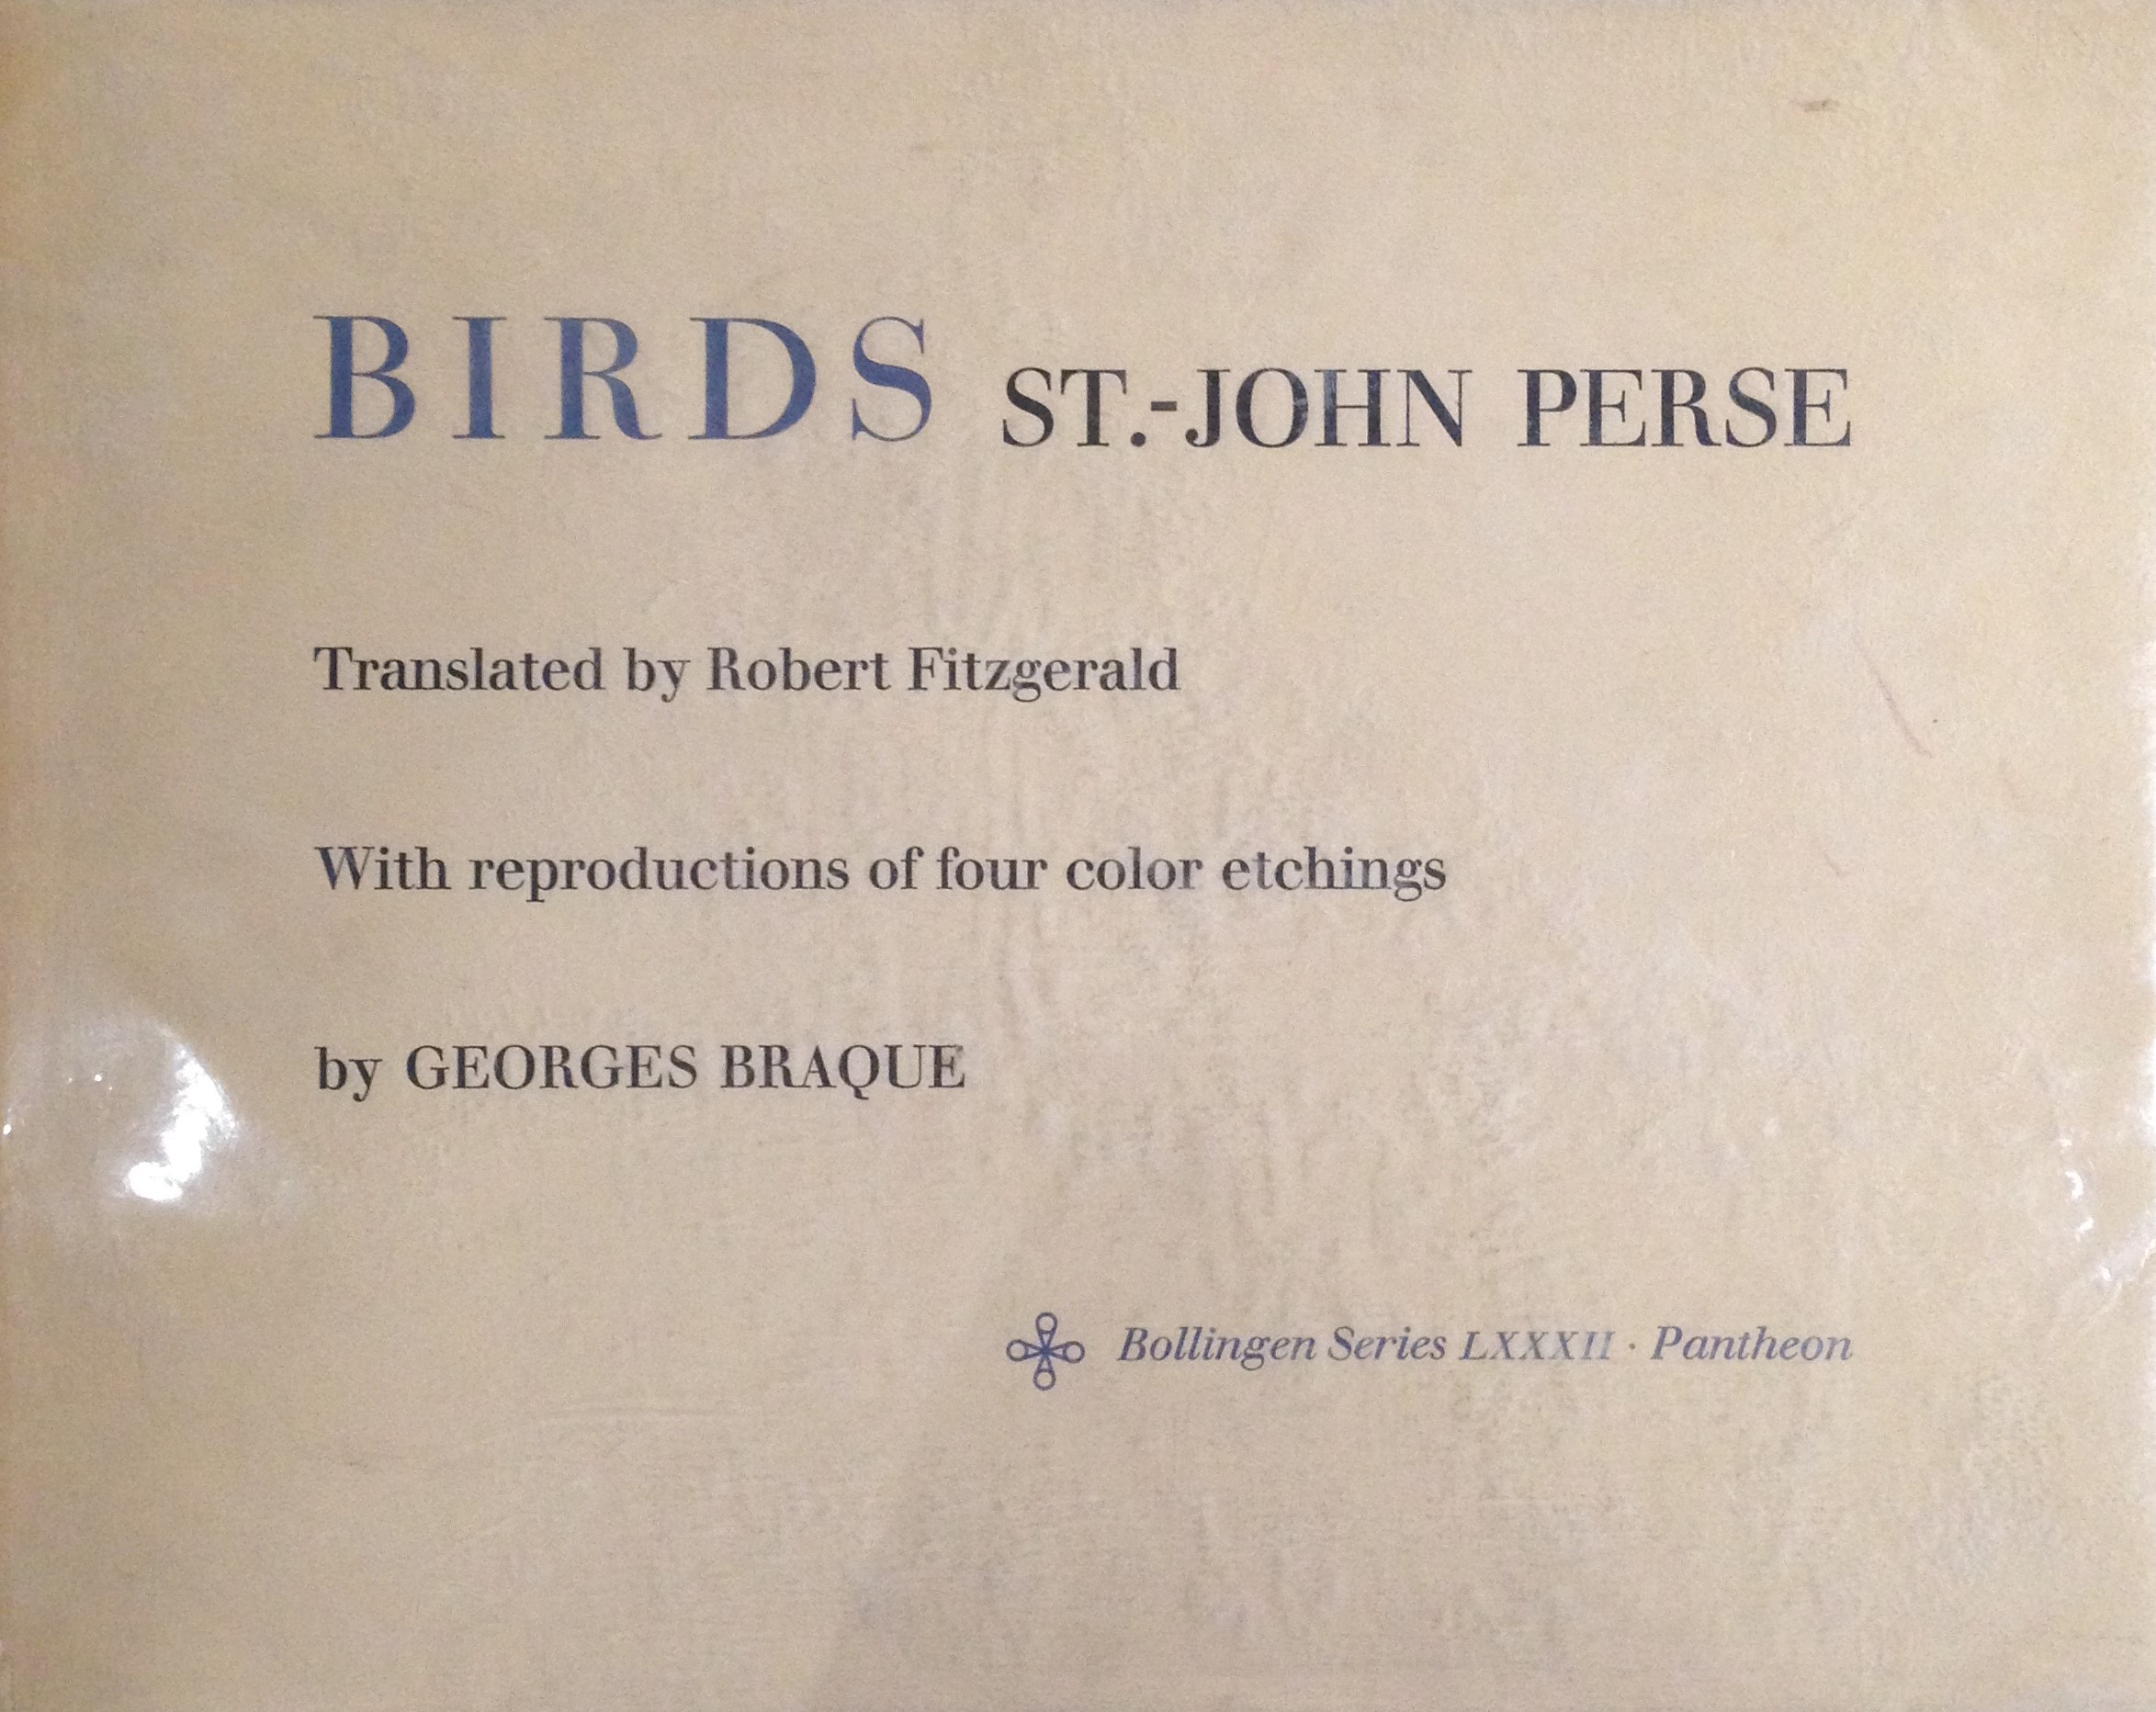 BIRDS ST.-JOHN PERSE
Translated by Robert Fitzgerald
With reproductions of four color etchings
by GEORGES BRAQUE
Bollingen Series LXXXII · Pantheon